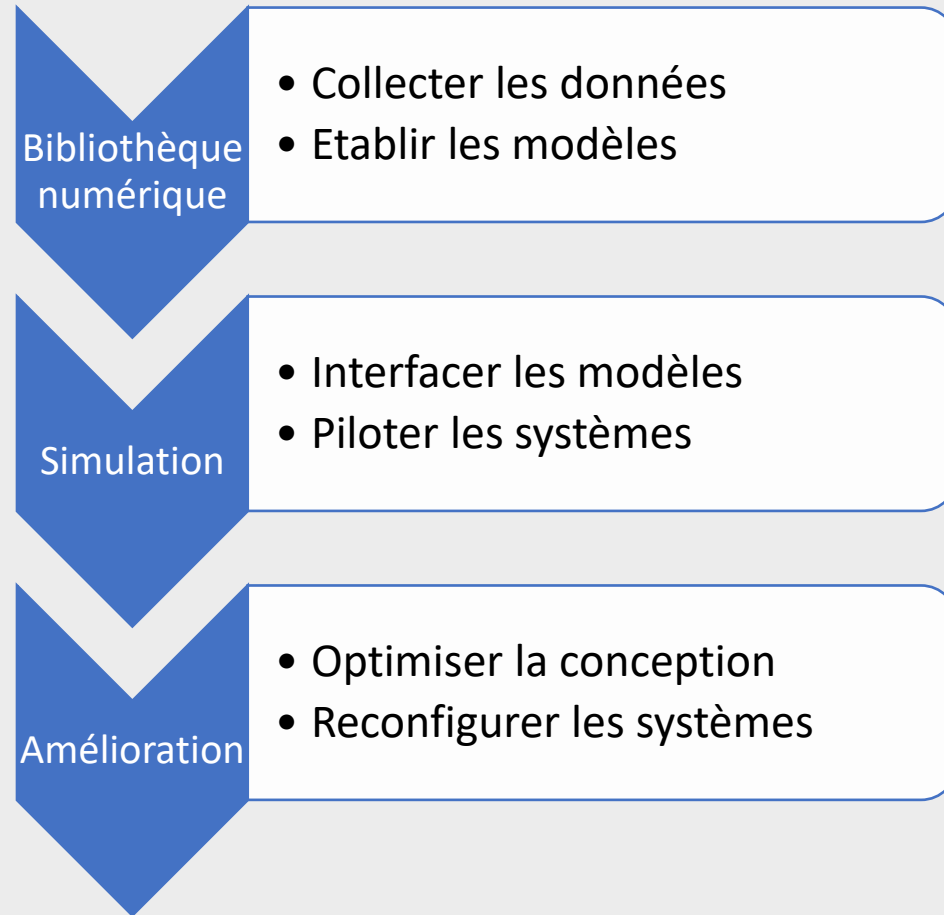 Bibliothèque
numérique
• Collecter les données
• Etablir les modèles
Simulation
• Interfacer les modèles
• Piloter les systèmes
Amélioration
• Optimiser la conception
• Reconfigurer les systèmes